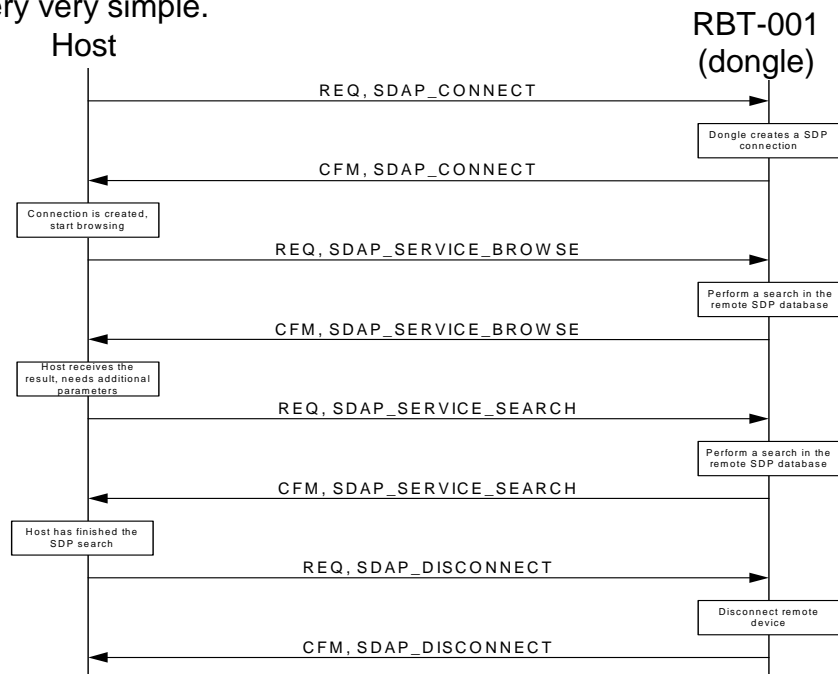 ery very simple.
Host
RBT-001
(dongle)
REQ, SDAP_CONNECT
Dongle creates a SDP
connection
CFM, SDAP_CONNECT
Connection is created,
start browsing
REQ, SDAP_SERVICE_BROWSE
Perform a search in the
remote SDP database
CFM, SDAP_SERVICE_BROWSE
Host receives the
result, needs additional
parameters
REQ, SDAP_SERVICE_SEARCH
Perform a search in the
remote SDP database
CFM, SDAP_SERVICE_SEARCH
Host has finished the
SDP search
REQ, SDAP_DISCONNECT
Disconnect remote
device
CFM, SDAP_DISCONNECT